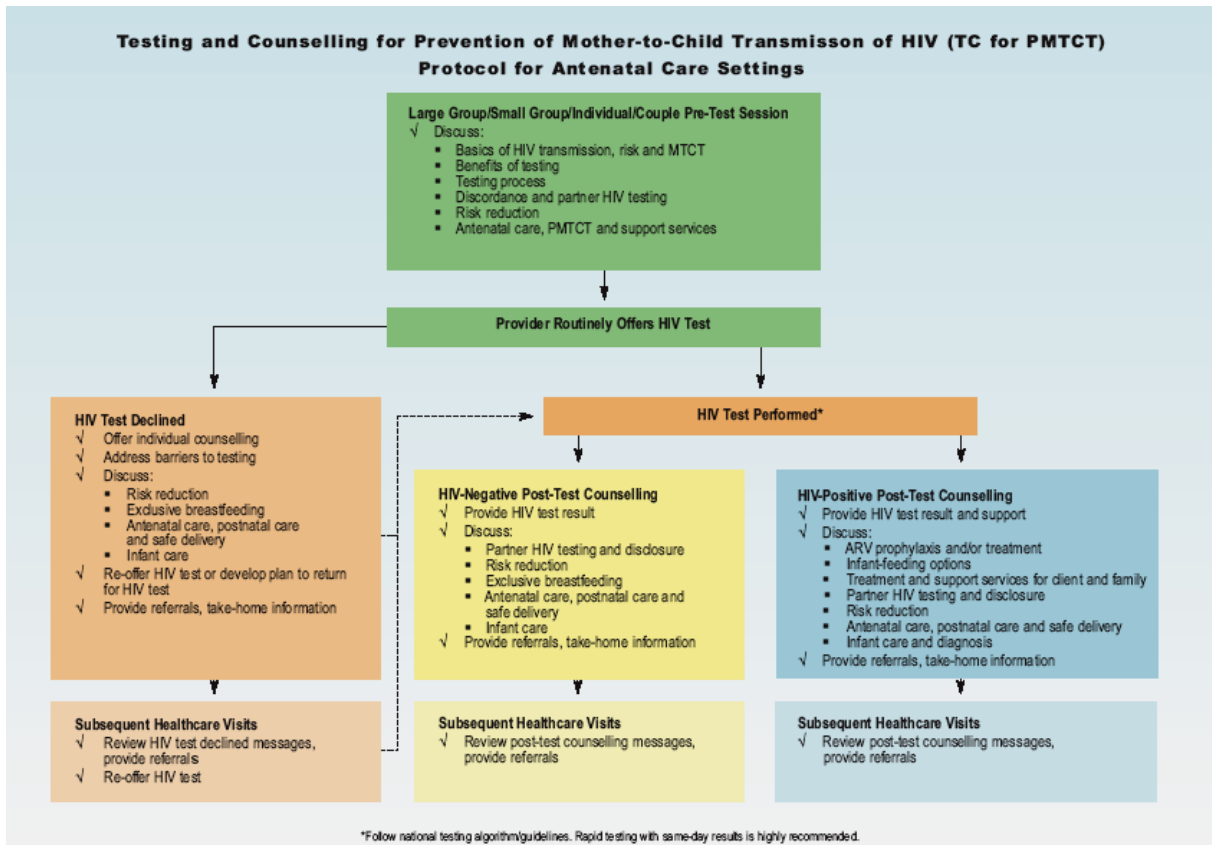 Testing and Counselling for Prevention of Mother-to-Child Transmisson of HIV (TC for PMTCT)
Protocol for Antenatal Care Settings
Large Group/Small Group/Individual/Couple Pre-Test Session
√ Discuss:
▪ Basics of HIV transmission, risk and MTCT
▪ Benefits of testing
▪ Testing process
▪ Discordance and partner HIV testing
▪ Risk reduction
▪ Antenatal care, PMTCT and support services
Provider Routinely Offers HIV Test
HIV Test Declined
√ Offer individual counselling
√ Address barriers to testing
√ Discuss:
▪ Risk reduction
▪ Exclusive breastfeeding
▪ Antenatal care, postnatal care
and safe delivery
▪ Infant care
√ Re-offer HIV test or develop plan to return
for HIV test
√ Provide referrals, take-home information
Subsequent Healthcare Visits
√ Review HIV test declined messages,
provide referrals
√ Re-offer HIV test
HIV Test Performed*
HIV-Negative Post-Test Counselling
√ Provide HIV test result
√ Discuss:
▪ Partner HIV testing and disclosure
▪ Risk reduction
▪ Exclusive breastfeeding
▪ Antenatal care, postnatal care and
safe delivery
▪ Infant care
√ Provide referrals, take-home information
Subsequent Healthcare Visits
√ Review post-test counselling messages,
provide referrals
HIV-Positive Post-Test Counselling
√ Provide HIV test result and support
√ Discuss:
▪ ARV prophylaxis and/or treatment
▪ Infant-feeding options
▪ Treatment and support services for client and family
▪ Partner HIV testing and disclosure
▪ Risk reduction
▪ Antenatal care, postnatal care and safe delivery
▪ Infant care and diagnosis
√ Provide referrals, take-home information
Subsequent Healthcare Visits
√ Review post-test counselling messages,
provide referrals
*Follow national testing algorithm/guidelines. Rapid testing with same-day results is highly recommended.